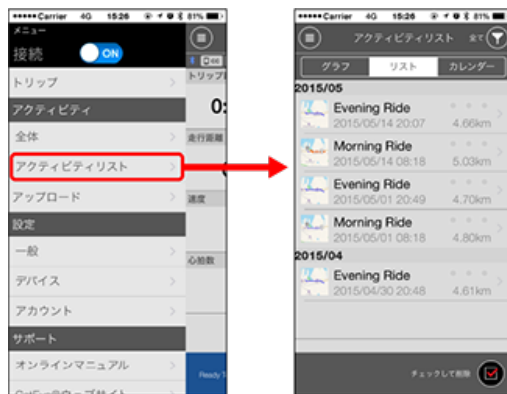 ●●●●● Carrier 4G 15:26 81%
メニュー
接続 ON
トリップ
アクティビティ
全体
アクティビティリスト
アップロード
設定
一般
デバイス
アカウント
サポート
オンラインマニュアル
0:
走行距離
速度
心拍数
Ready
●●●●● Carrier 4G 15:26 81%
アクティビティリスト 全て
グラフ リスト カレンダー
2015/05
Evening Ride
2015/05/14 20:07 4.66km
Morning Ride
2015/05/14 08:18 5.03km
Evening Ride
2015/05/01 20:49 4.70km
Morning Ride
2015/05/01 08:18 4.80km
2015/04
Evening Ride
2015/04/30 20:48 4.61km
チェックして削除